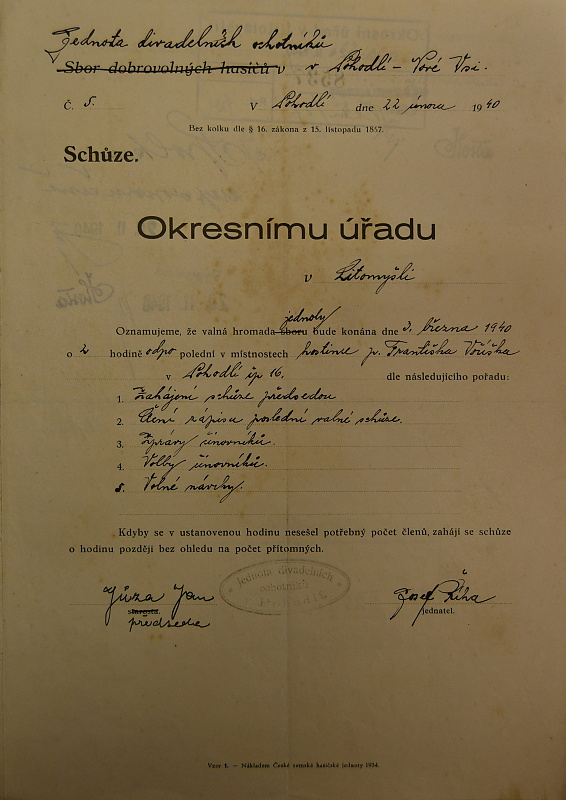 Jednota divadelních ochotníků
Sbor dobrovolných hasičů v v Pohodlí – Nové Vsi.
Č. 5. V Pohodlí dne 22 února 1940
Bez kolku dle § 16. zákona z 15. listopadu 1867.
Schůze.
Okresnímu úřadu
v Litomyšli
jednoty
Oznamujeme, že valná hromada sboru bude konána dne 3. března 1940
o 2 hodině odpo polední v místnostech hostince p. Františka
v Pohodlí čp 16. dle následujícího pořadu:
1. Zahájení schůze předsedou
2. Čtení zápisu poslední valné schůze.
3. Zprávy činovníků.
4. Volby činovníků.
5. Volné návrhy.
Kdyby se v ustanovenou hodinu nesešel potřebný počet členů, zahájí se schůze
o hodinu později bez ohledu na počet přítomných.
Jednota divadelních
ochotníků
Jůza Jan
Josef Říha
starosta.
jednatel.
předseda
Vzor 8. — Nákladem České zemské hasičské jednoty 1934.